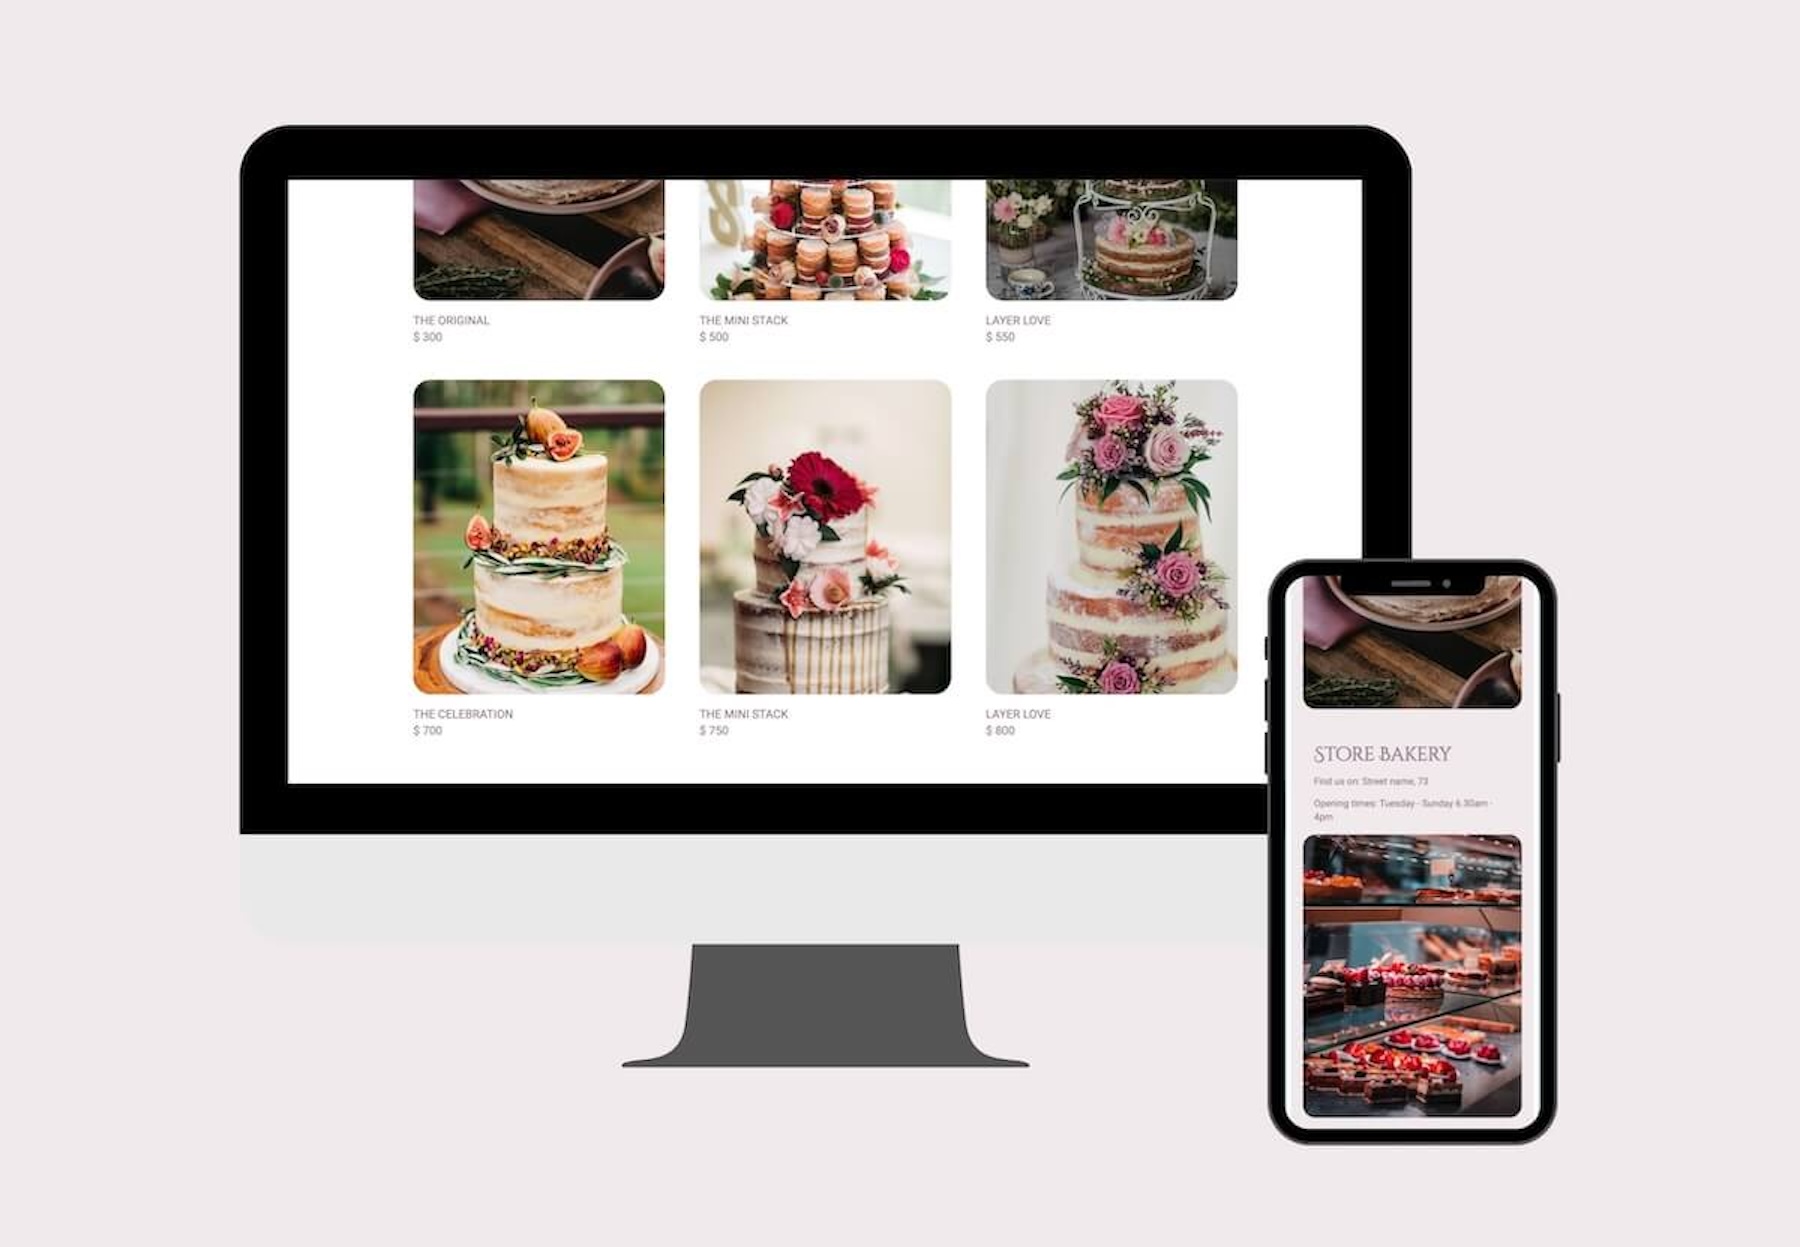 THE ORIGINAL
$ 300
THE MINI STACK
$ 500
LAYER LOVE
$ 550
THE CELEBRATION
$ 700
THE MINI STACK
$ 750
LAYER LOVE
$ 800
STORE BAKERY
Find us on: Street name, 73
Opening times: Tuesday - Sunday 6.30am -
4pm